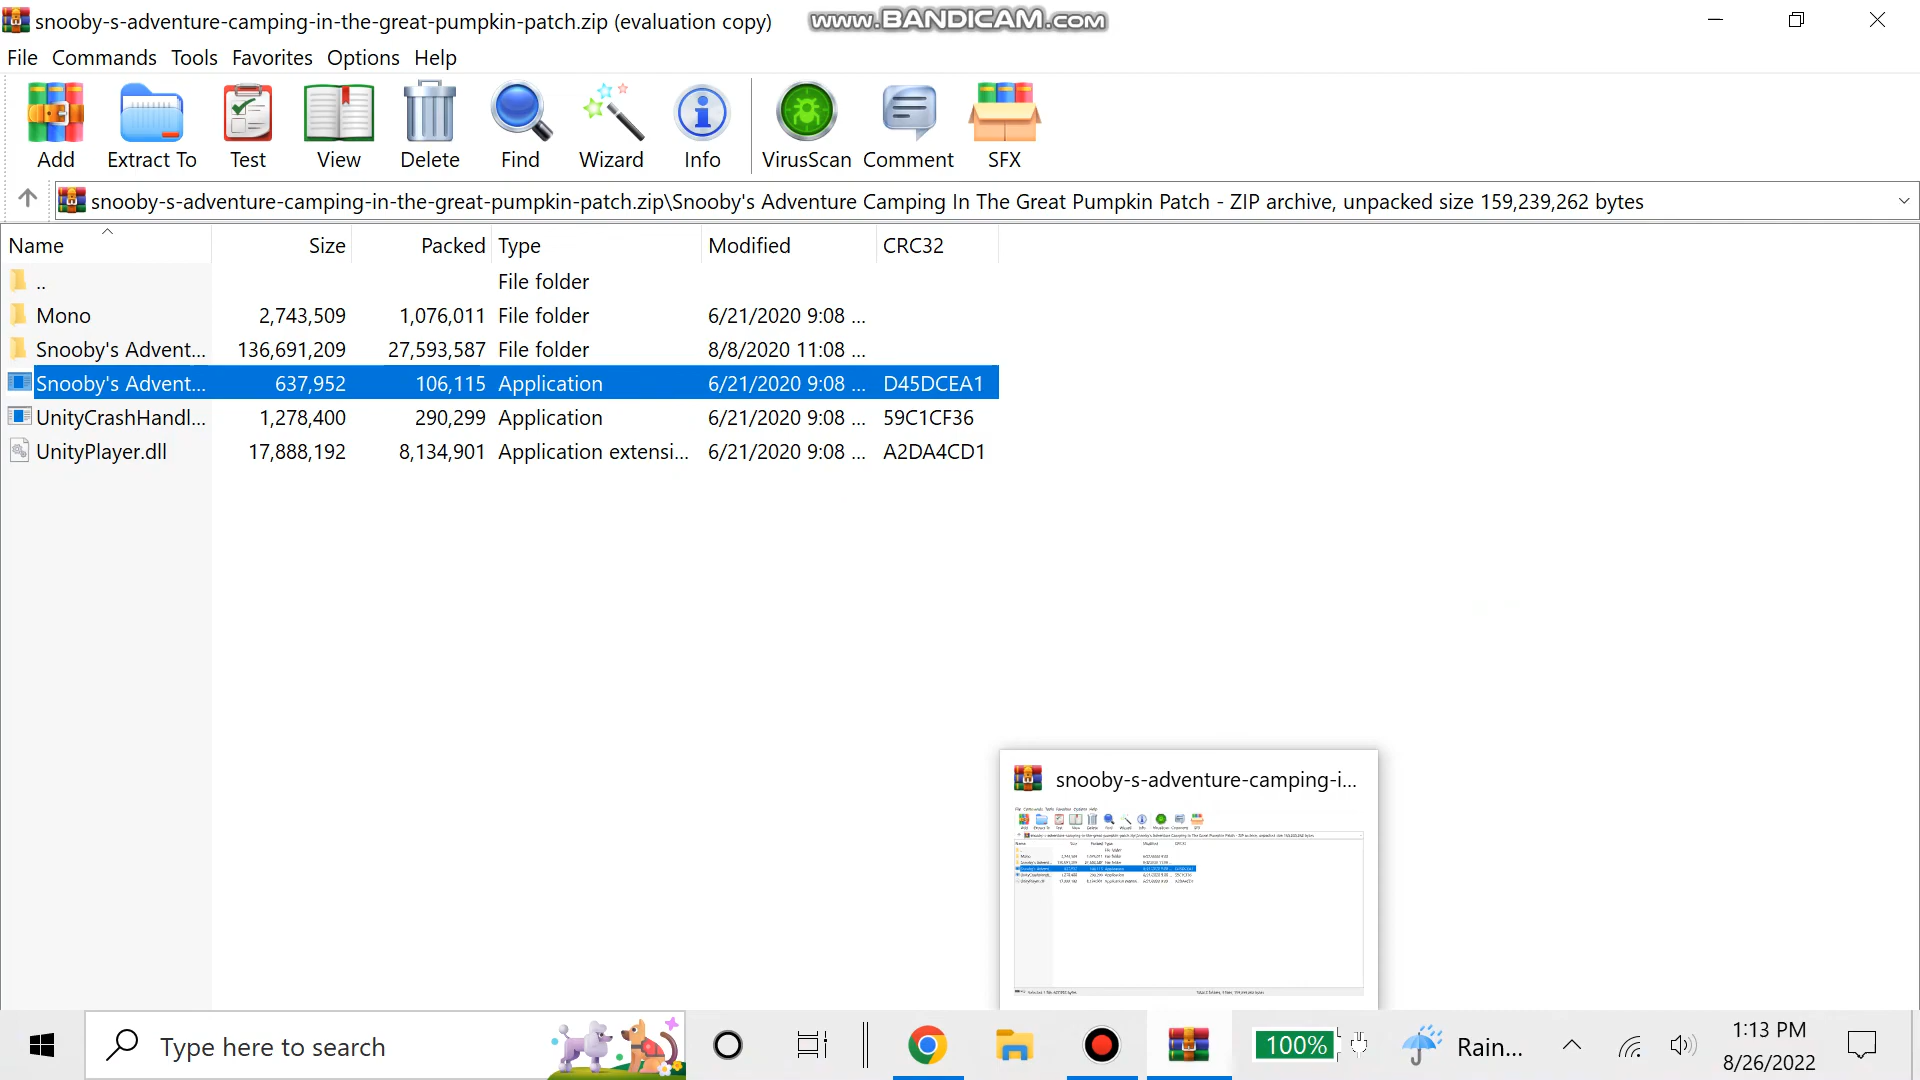 snooby-s-adventure-camping-in-the-great-pumpkin-patch.zip (evaluation copy)
www.BANDICAM.com
File Commands Tools Favorites Options Help
Add Extract To Test View Delete Find Wizard Info VirusScan Comment SFX
snooby-s-adventure-camping-in-the-great-pumpkin-patch.zip\Snooby's Adventure Camping In The Great Pumpkin Patch - ZIP archive, unpacked size 159,239,262 bytes
Name Size Packed Type Modified CRC32
.. File folder
Mono 2,743,509 1,076,011 File folder 6/21/2020 9:08 ...
Snooby's Advent... 136,691,209 27,593,587 File folder 8/8/2020 11:08 ...
Snooby's Advent... 637,952 106,115 Application 6/21/2020 9:08 ... D45DCEA1
UnityCrashHandl... 1,278,400 290,299 Application 6/21/2020 9:08 ... 59C1CF36
UnityPlayer.dll 17,888,192 8,134,901 Application extensi... 6/21/2020 9:08 ... A2DA4CD1
snooby-s-adventure-camping-i...
Type here to search
100%
Rain...
1:13 PM
8/26/2022